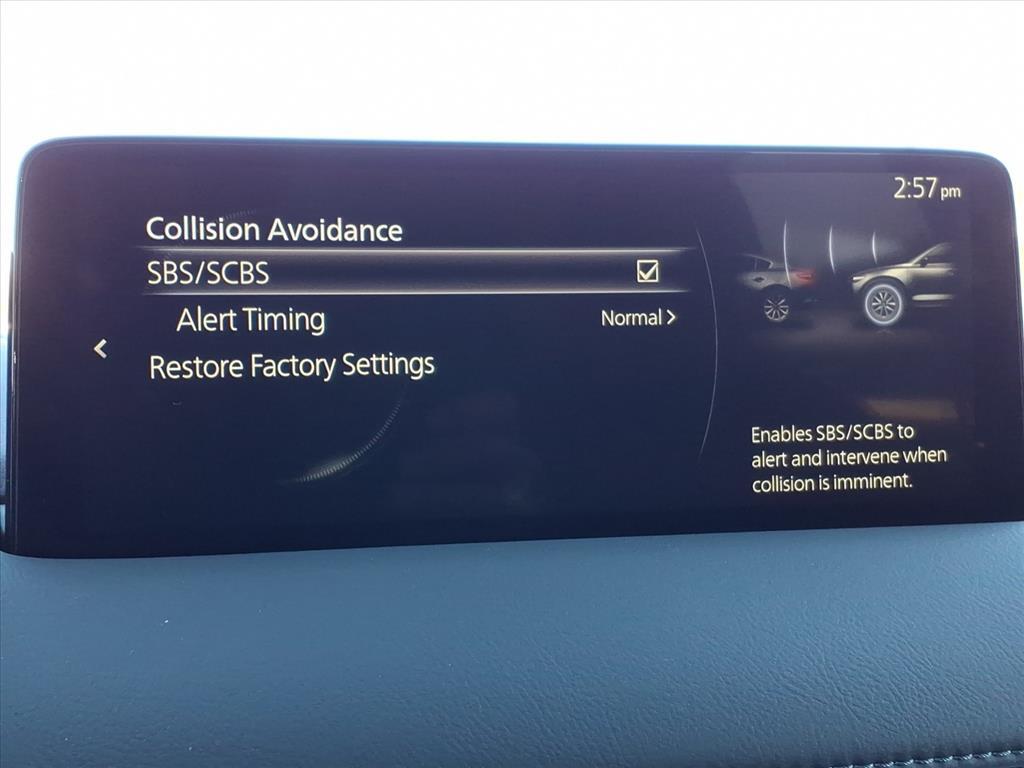 2:57 pm
Collision Avoidance
SBS/SCBS
Alert Timing
Normal >
<
Restore Factory Settings
Enables SBS/SCBS to
alert and intervene when
collision is imminent.